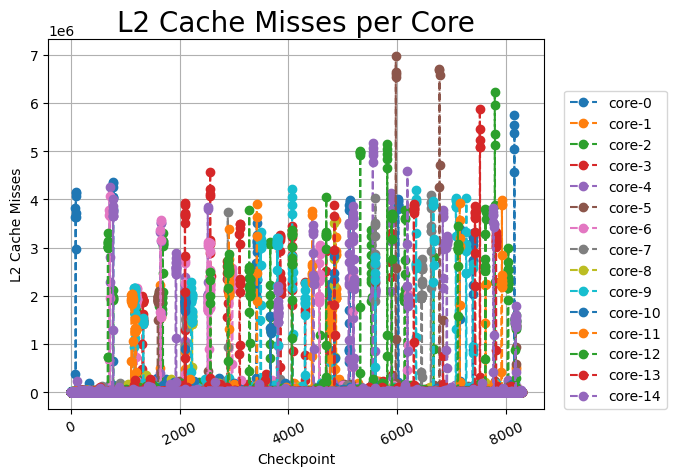 L2 Cache Misses per Core
1e6
7
6
5
4
3
2
1
0
L2 Cache Misses
0
2000
4000
6000
8000
Checkpoint
core-0
core-1
core-2
core-3
core-4
core-5
core-6
core-7
core-8
core-9
core-10
core-11
core-12
core-13
core-14